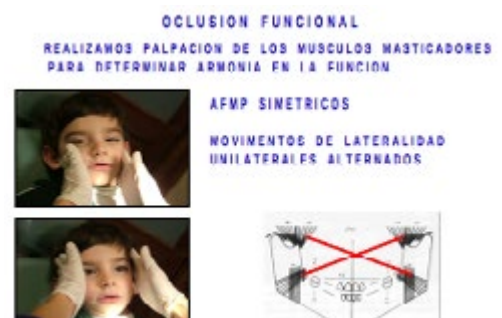 OCLUSION FUNCIONAL
REALIZAMOS PALPACION DE LOS MUSCULOS MASTICADORES
PARA DETERMINAR ARMONIA EN LA FUNCION
AFMP SIMETRICOS
MOVIMENTOS DE LATERALIDAD
UNILATERALES ALTERNADOS